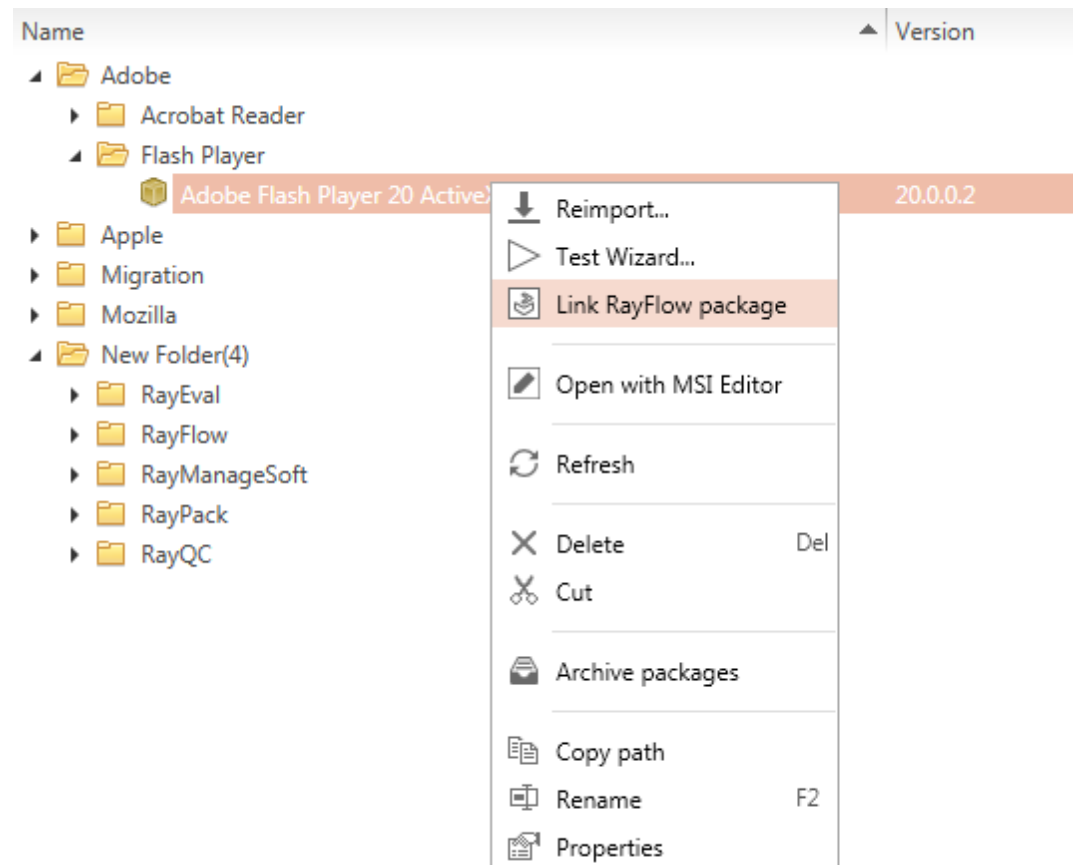 Name Version
Adobe
Acrobat Reader
Flash Player
Adobe Flash Player 20 20.0.0.2
Reimport...
Apple
Test Wizard...
Migration
Link RayFlow package
Mozilla
New Folder(4)
Open with MSI Editor
RayEval
RayFlow
Refresh
RayManageSoft
RayPack
Delete Del
RayQC
Cut
Archive packages
Copy path
Rename F2
Properties